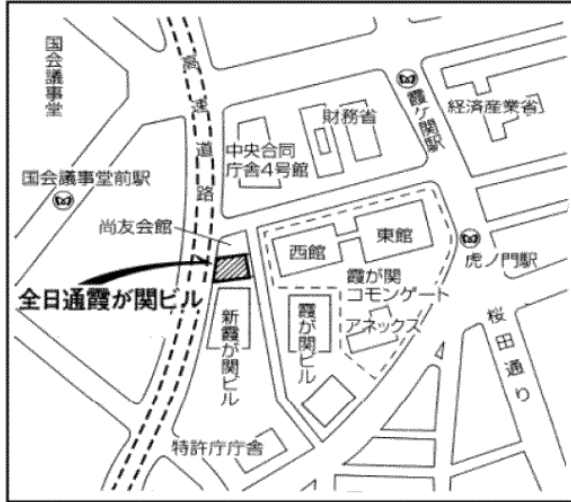 国会議事堂
高速道路
霞ケ関駅
経済産業省
財務省
中央合同
庁舎4号館
国会議事堂前駅
尚友会館
西館
東館
虎ノ門駅
霞が関
コモンゲート
アネックス
全日通霞が関ビル
新霞が関ビル
霞が関ビル
桜田通り
特許庁庁舎